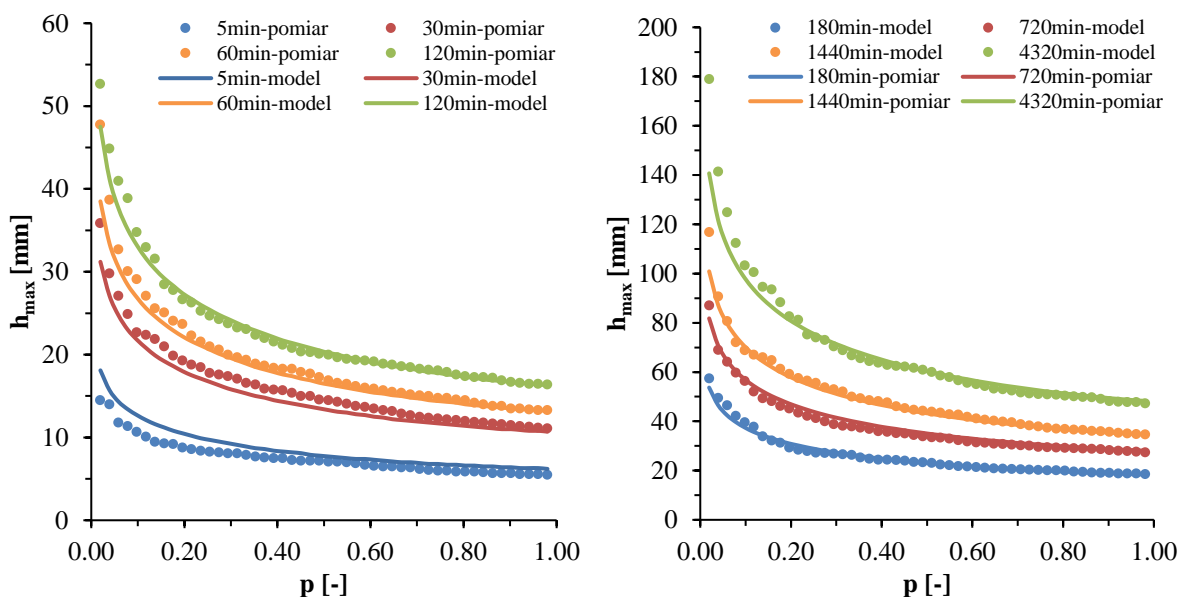 5min-pomiar 30min-pomiar
60min-pomiar 120min-pomiar
5min-model 30min-model
60min-model 120min-model
60
50
40
30
20
10
0
h_max [mm]
0.00 0.20 0.40 0.60 0.80 1.00
p [-]
180min-model 720min-model
1440min-model 4320min-model
180min-pomiar 720min-pomiar
1440min-pomiar 4320min-pomiar
200
180
160
140
120
100
80
60
40
20
0
h_max [mm]
0.00 0.20 0.40 0.60 0.80 1.00
p [-]